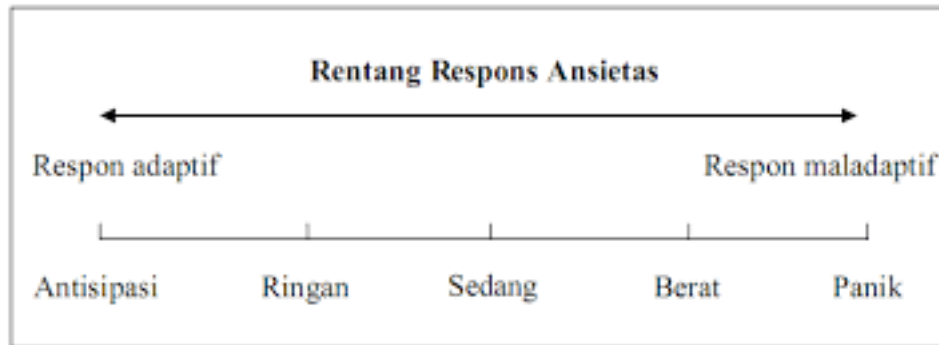 Rentang Respons Ansietas
Respon adaptif Respon maladaptif
Antisipasi Ringan Sedang Berat Panik